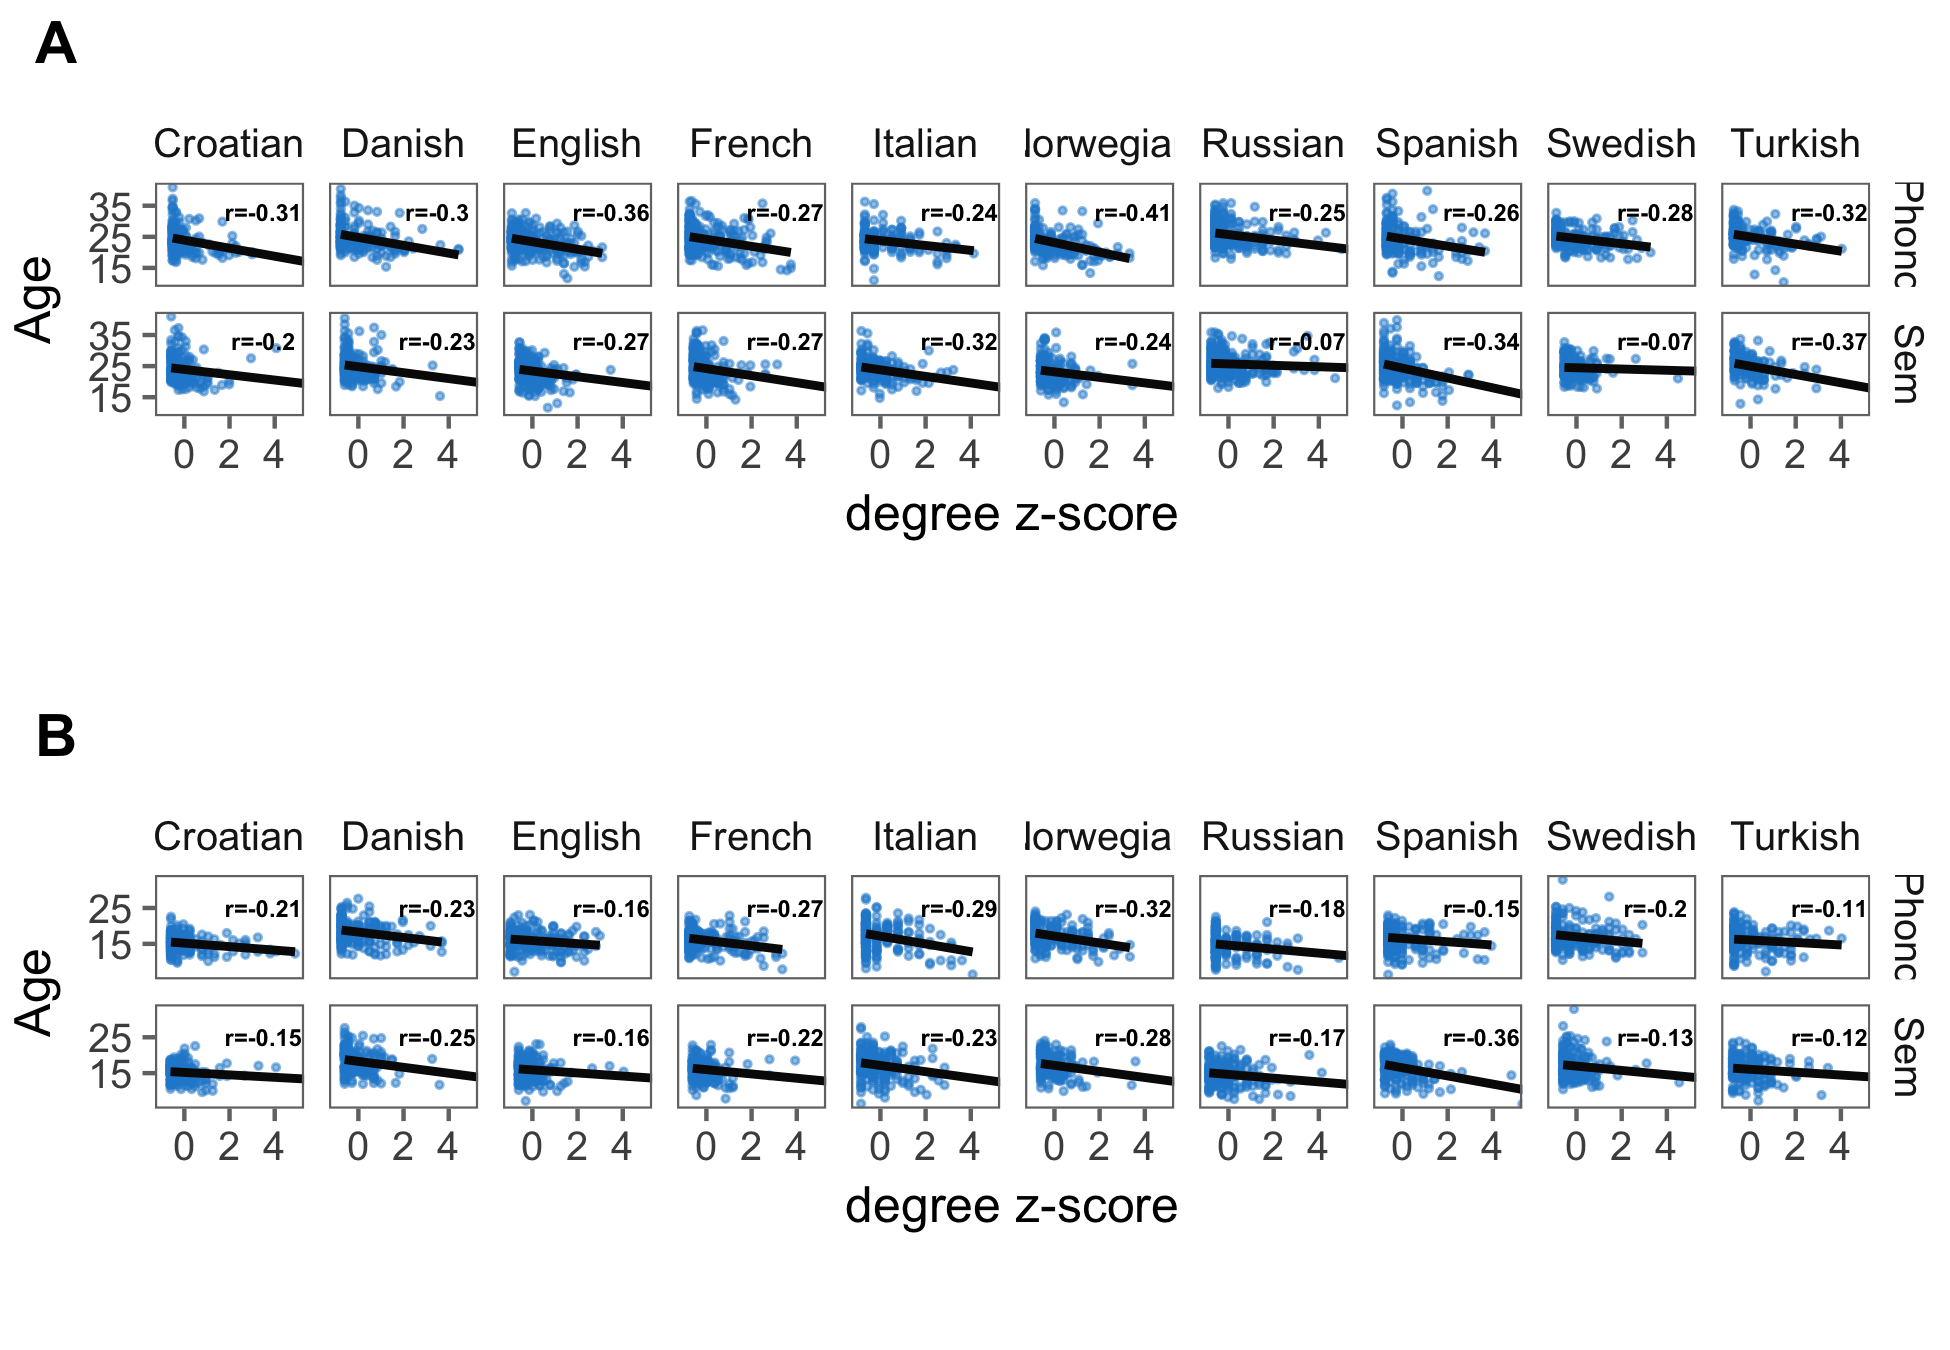 A
Croatian Danish English French Italian Norwegia Russian Spanish Swedish Turkish
35 25 15 r=-0.31 r=-0.3 r=-0.36 r=-0.27 r=-0.24 r=-0.41 r=-0.25 r=-0.26 r=-0.28 r=-0.32 Phono
Age
35 25 15 r=-0.2 r=-0.23 r=-0.27 r=-0.27 r=-0.32 r=-0.24 r=-0.07 r=-0.34 r=-0.07 r=-0.37 Sem
0 2 4 0 2 4 0 2 4 0 2 4 0 2 4 0 2 4 0 2 4 0 2 4 0 2 4 0 2 4
degree z-score
B
Croatian Danish English French Italian Norwegia Russian Spanish Swedish Turkish
25 15 r=-0.21 r=-0.23 r=-0.16 r=-0.27 r=-0.29 r=-0.32 r=-0.18 r=-0.15 r=-0.2 r=-0.11 Phono
Age
25 15 r=-0.15 r=-0.25 r=-0.16 r=-0.22 r=-0.23 r=-0.28 r=-0.17 r=-0.36 r=-0.13 r=-0.12 Sem
0 2 4 0 2 4 0 2 4 0 2 4 0 2 4 0 2 4 0 2 4 0 2 4 0 2 4 0 2 4
degree z-score